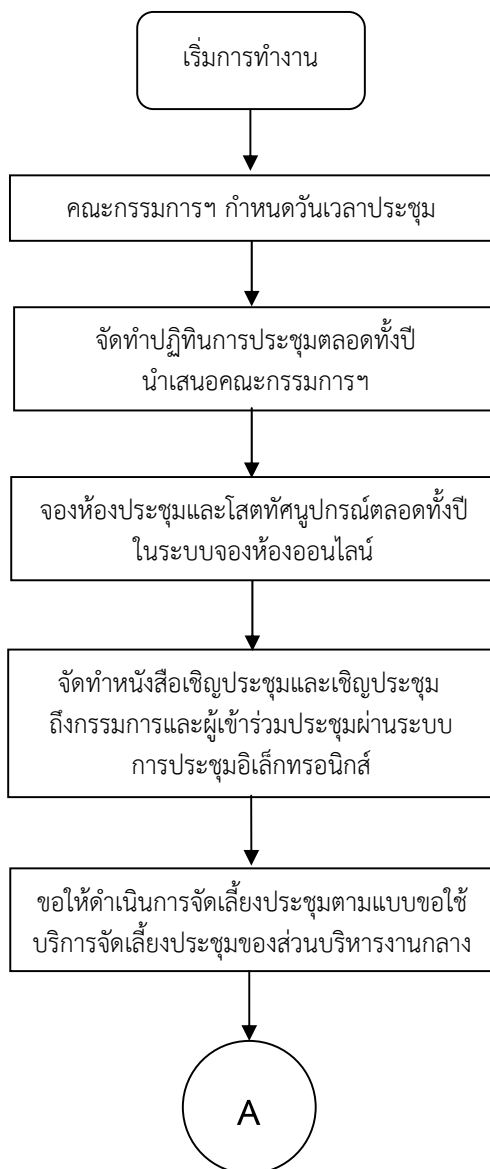 เริ่มการทำงาน
คณะกรรมการฯ กำหนดวันเวลาประชุม
จัดทำปฏิทินการประชุมตลอดทั้งปี
นำเสนอคณะกรรมการฯ
จองห้องประชุมและโสตทัศนูปกรณ์ตลอดทั้งปี
ในระบบจองห้องออนไลน์
จัดทำหนังสือเชิญประชุมและเชิญประชุม
ถึงกรรมการและผู้เข้าร่วมประชุมผ่านระบบ
การประชุมอิเล็กทรอนิกส์
ขอให้ดำเนินการจัดเลี้ยงประชุมตามแบบขอใช้
บริการจัดเลี้ยงประชุมของส่วนบริหารงานกลาง
A